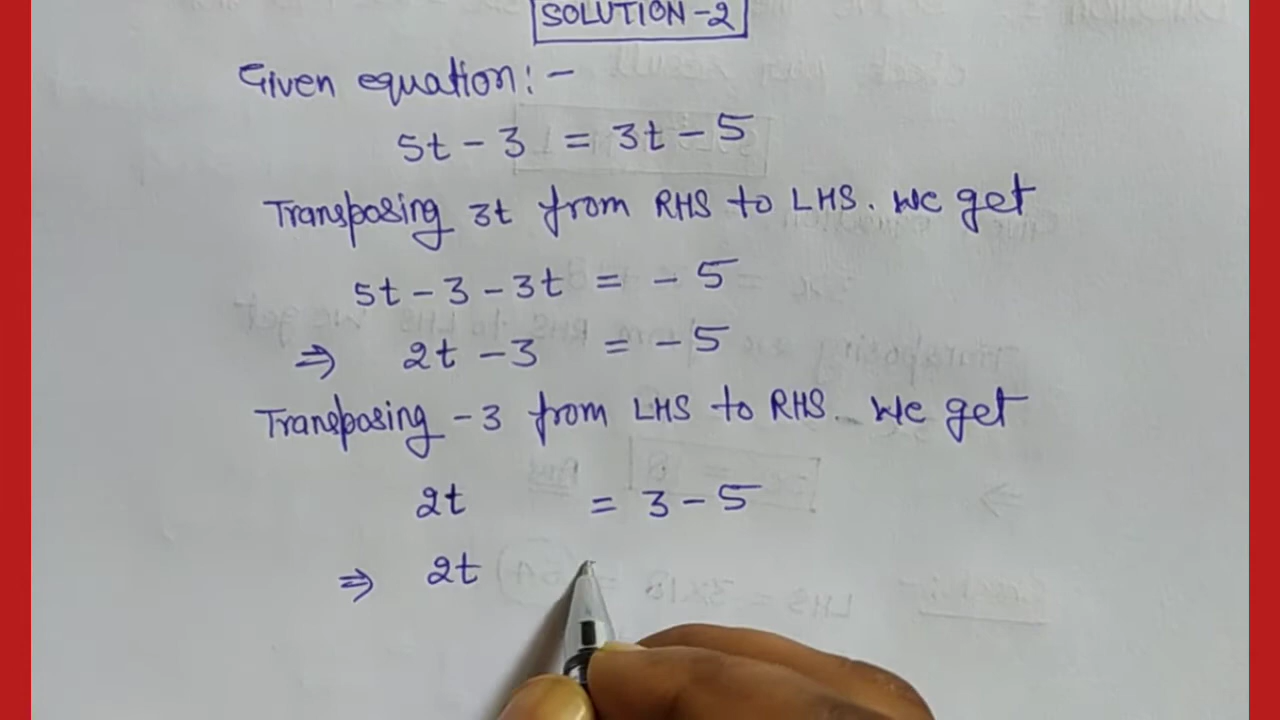 SOLUTION-2
Given equation:-
5t - 3 = 3t - 5
Transposing 3t from RHS to LHS. We get
5t - 3 - 3t = - 5
⇒ 2t - 3 = - 5
Transposing -3 from LHS to RHS. We get
2t = 3 - 5
⇒ 2t